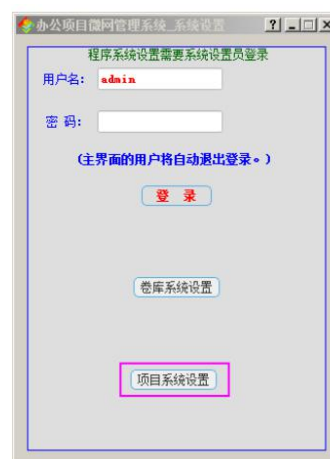 办公项目微网管理系统_系统设置
程序系统设置需要系统设置员登录
用户名: admin
密 码:
(主界面的用户将自动退出登录。)
登 录
卷库系统设置
项目系统设置